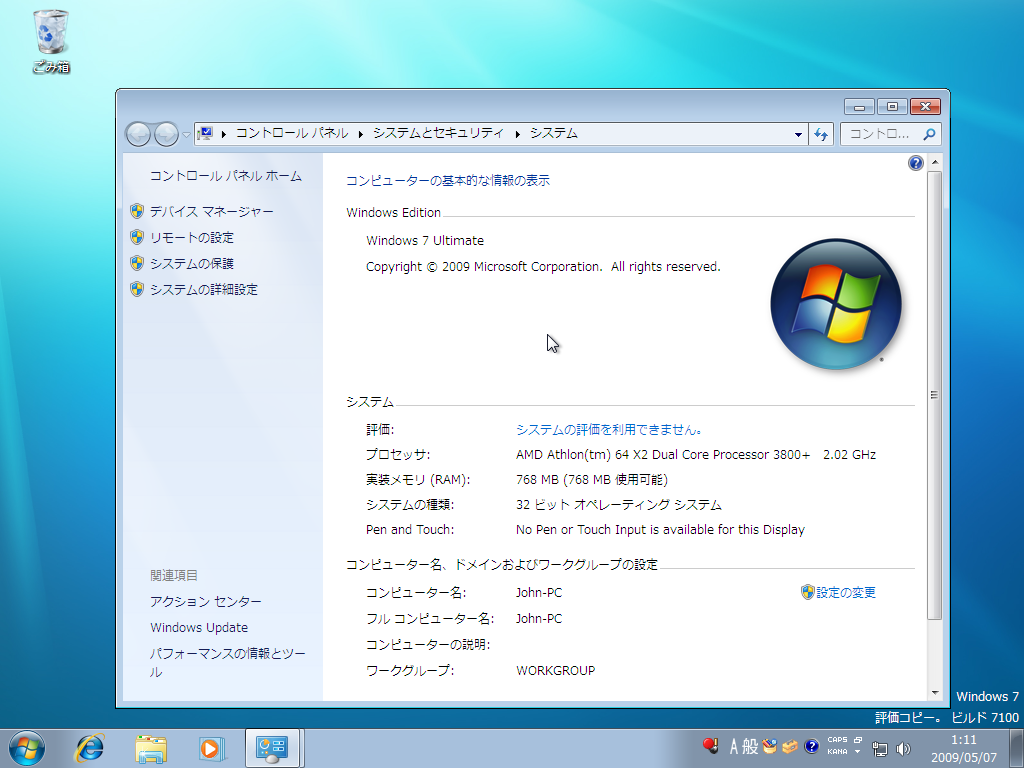 ごみ箱
コントロール パネル
システムとセキュリティ
システム
コントロ...
コントロール パネル ホーム
デバイス マネージャー
リモートの設定
システムの保護
システムの詳細設定
関連項目
アクション センター
Windows Update
パフォーマンスの情報とツー
ル
コンピューターの基本的な情報の表示
Windows Edition
Windows 7 Ultimate
Copyright © 2009 Microsoft Corporation. All rights reserved.
システム
評価: システムの評価を利用できません。
プロセッサ: AMD Athlon(tm) 64 X2 Dual Core Processor 3800+ 2.02 GHz
実装メモリ (RAM): 768 MB (768 MB 使用可能)
システムの種類: 32 ビット オペレーティング システム
Pen and Touch: No Pen or Touch Input is available for this Display
コンピューター名、ドメインおよびワークグループの設定
コンピューター名: John-PC 設定の変更
フル コンピューター名: John-PC
コンピューターの説明:
ワークグループ: WORKGROUP
Windows 7
評価コピー。 ビルド 7100
A 般
CAPS
KANA
1:11
2009/05/07